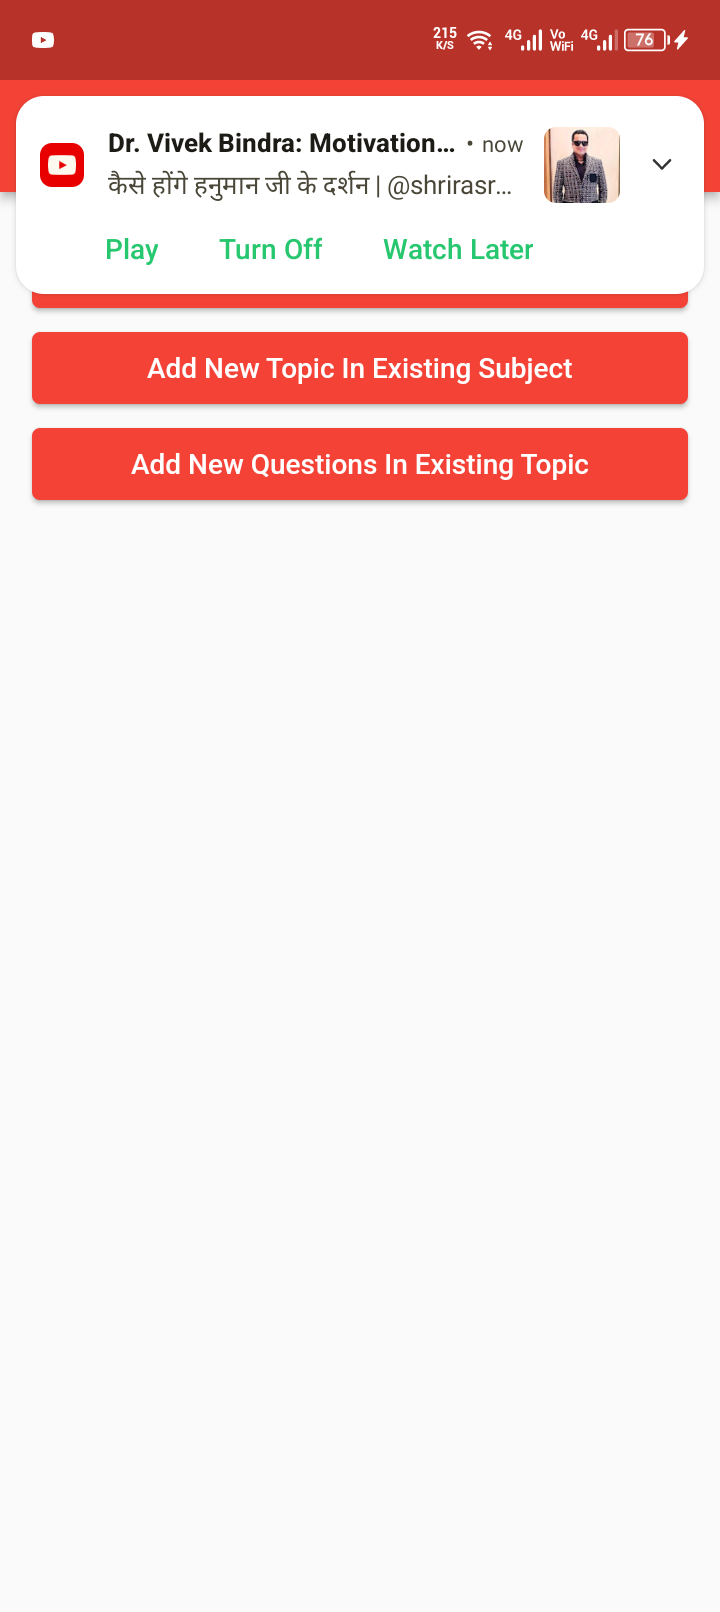 215
K/S
4G
Vo
WiFi
4G
76
Dr. Vivek Bindra: Motivation… • now
कैसे होंगे हनुमान जी के दर्शन | @shrirasr…
Play Turn Off Watch Later
Add New Topic In Existing Subject
Add New Questions In Existing Topic